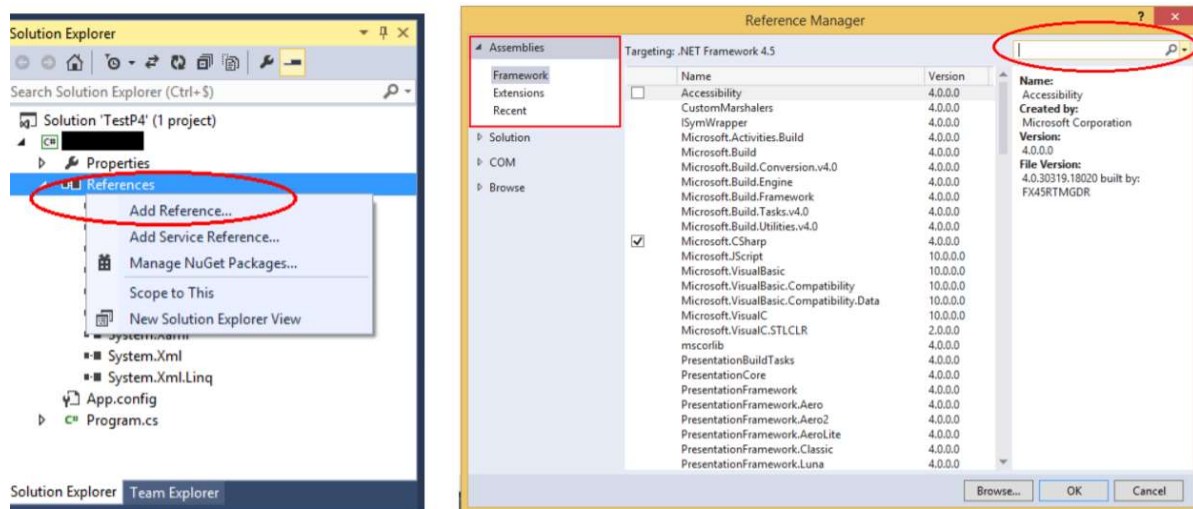 Solution Explorer
Search Solution Explorer (Ctrl+$)
Solution 'TestP4' (1 project)
C#
Properties
References
Add Reference...
Add Service Reference...
Manage NuGet Packages...
Scope to This
New Solution Explorer View
System.Xaml
System.Xml
System.Xml.Linq
App.config
C# Program.cs
Solution Explorer Team Explorer
Reference Manager
? ×
Assemblies
Framework
Extensions
Recent
Solution
COM
Browse
Targeting: .NET Framework 4.5
Name Version
Accessibility 4.0.0.0
CustomMarshalers 4.0.0.0
ISymWrapper 4.0.0.0
Microsoft.Activities.Build 4.0.0.0
Microsoft.Build 4.0.0.0
Microsoft.Build.Conversion.v4.0 4.0.0.0
Microsoft.Build.Engine 4.0.0.0
Microsoft.Build.Framework 4.0.0.0
Microsoft.Build.Tasks.v4.0 4.0.0.0
Microsoft.Build.Utilities.v4.0 4.0.0.0
Microsoft.CSharp 4.0.0.0
Microsoft.JScript 10.0.0.0
Microsoft.VisualBasic 10.0.0.0
Microsoft.VisualBasic.Compatibility 10.0.0.0
Microsoft.VisualBasic.Compatibility.Data 10.0.0.0
Microsoft.VisualC 10.0.0.0
Microsoft.VisualC.STLCLR 2.0.0.0
mscorlib 4.0.0.0
PresentationBuildTasks 4.0.0.0
PresentationCore 4.0.0.0
PresentationFramework 4.0.0.0
PresentationFramework.Aero 4.0.0.0
PresentationFramework.Aero2 4.0.0.0
PresentationFramework.AeroLite 4.0.0.0
PresentationFramework.Classic 4.0.0.0
PresentationFramework.Luna 4.0.0.0
Name:
Accessibility
Created by:
Microsoft Corporation
Version:
4.0.0.0
File Version:
4.0.30319.18020 built by:
FX45RTMGDR
Browse... OK Cancel